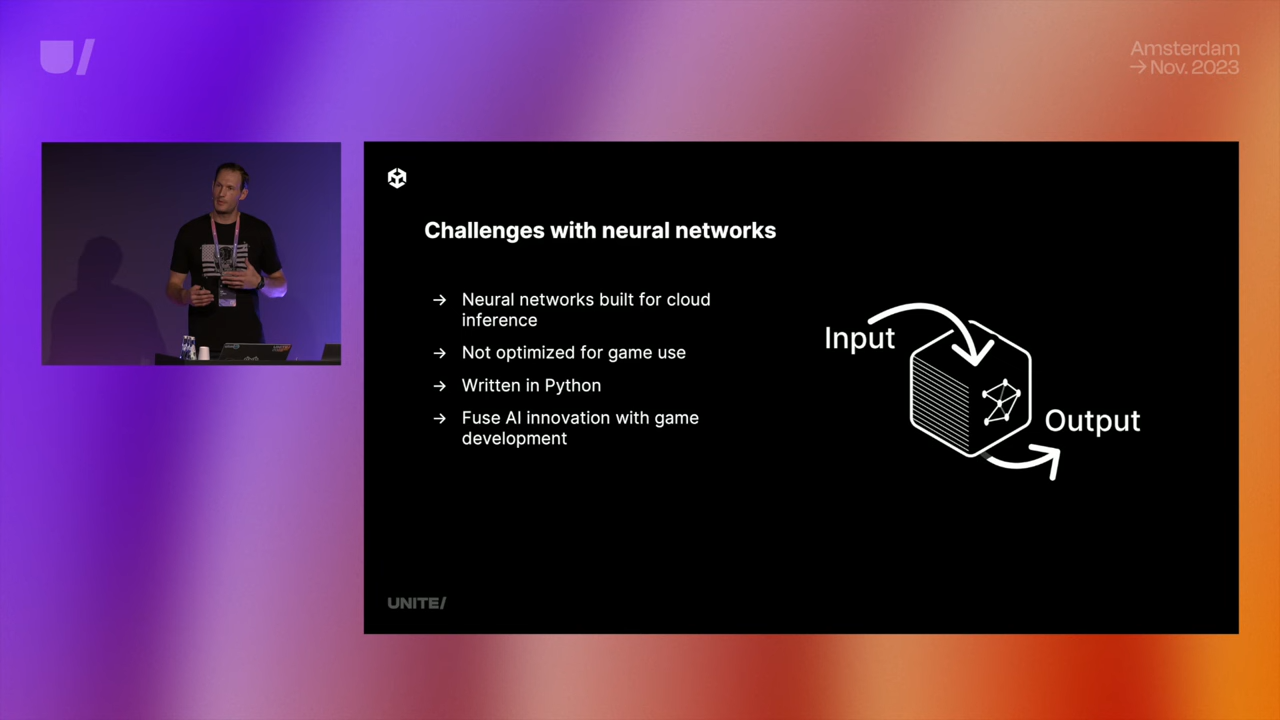 Amsterdam
→ Nov. 2023
Challenges with neural networks
→ Neural networks built for cloud
inference
→ Not optimized for game use
→ Written in Python
→ Fuse AI innovation with game
development
Input
Output
UNITE/